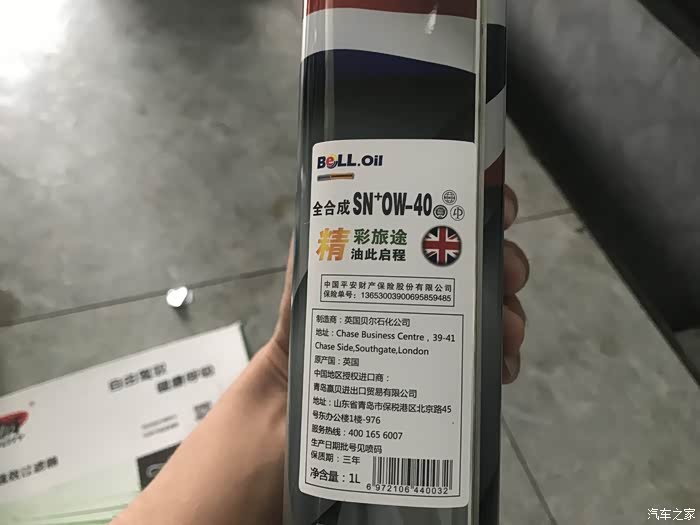 BeLL.Oil
全合成 SN⁺0W-40
精 彩旅途
油此启程
中国平安财产保险股份有限公司
保险单号：13653003900695859485
制造商：英国贝尔石化公司
地址：Chase Business Centre，39-41
Chase Side,Southgate,London
原产国：英国
中国地区授权进口商：
青岛赢贝进出口贸易有限公司
地址：山东省青岛市保税港区北京路45
号东办公楼1楼-976
服务热线：400 165 6007
生产日期批号见喷码
保质期：三年
净含量：1L
6 972106 440032
自由驾驭
汽车之家